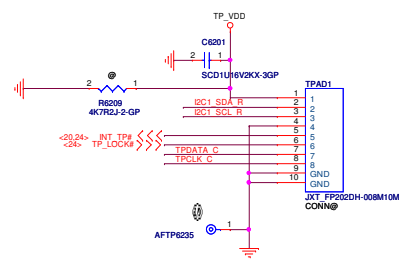 TP_VDD
C6201
2 1
SCD1U16V2KX-3GP
@
2 1
R6209
4K7R2J-2-GP
TPAD1
1 1
I2C1_SDA_R 2 2
I2C1_SCL_R 3 3
4 4
<20,24> INT_TP# 5 5
<24> TP_LOCK# 6 6
TPDATA_C 7 7
TPCLK_C 8 8
9 GND
10 GND
JXT_FP202DH-008M10M
CONN@
1
AFTP6235